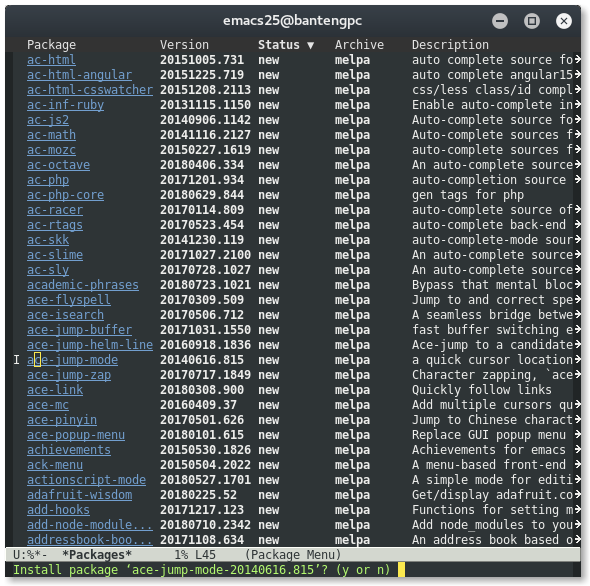 emacs25@bantengpc
Package Version Status ▼ Archive Description
ac-html 20151005.731 new melpa auto complete source fo
ac-html-angular 20151225.719 new melpa auto complete angular15
ac-html-csswatcher 20151208.2113 new melpa css/less class/id compl
ac-inf-ruby 20131115.1150 new melpa Enable auto-complete in
ac-js2 20140906.1142 new melpa Auto-complete source fo
ac-math 20141116.2127 new melpa Auto-complete sources f
ac-mozc 20150227.1619 new melpa Auto-complete sources f
ac-octave 20180406.334 new melpa An auto-complete source
ac-php 20171201.934 new melpa auto-completion source
ac-php-core 20180629.844 new melpa gen tags for php
ac-racer 20170114.809 new melpa auto-complete source of
ac-rtags 20170523.454 new melpa auto-complete back-end
ac-skk 20141230.119 new melpa auto-complete-mode sour
ac-slime 20171027.2100 new melpa An auto-complete source
ac-sly 20170728.1027 new melpa An auto-complete source
academic-phrases 20180723.1021 new melpa Bypass that mental bloc
ace-flyspell 20170309.509 new melpa Jump to and correct spe
ace-isearch 20170506.712 new melpa A seamless bridge betwe
ace-jump-buffer 20171031.1550 new melpa fast buffer switching e
ace-jump-helm-line 20160918.1836 new melpa Ace-jump to a candidate
I ace-jump-mode 20140616.815 new melpa a quick cursor location
ace-jump-zap 20170717.1849 new melpa Character zapping, `ace
ace-link 20180308.900 new melpa Quickly follow links
ace-mc 20160409.37 new melpa Add multiple cursors qu
ace-pinyin 20170501.626 new melpa Jump to Chinese charact
ace-popup-menu 20180101.615 new melpa Replace GUI popup menu
achievements 20150530.1826 new melpa Achievements for emacs
ack-menu 20150504.2022 new melpa A menu-based front-end
actionscript-mode 20180527.1701 new melpa A simple mode for editi
adafruit-wisdom 20180225.52 new melpa Get/display adafruit.co
add-hooks 20171217.123 new melpa Functions for setting m
add-node-module... 20180710.2342 new melpa Add node_modules to you
addressbook-boo... 20171108.634 new melpa An address book based o
U:%*- *Packages* 1% L45 (Package Menu)
Install package ‘ace-jump-mode-20140616.815’? (y or n)